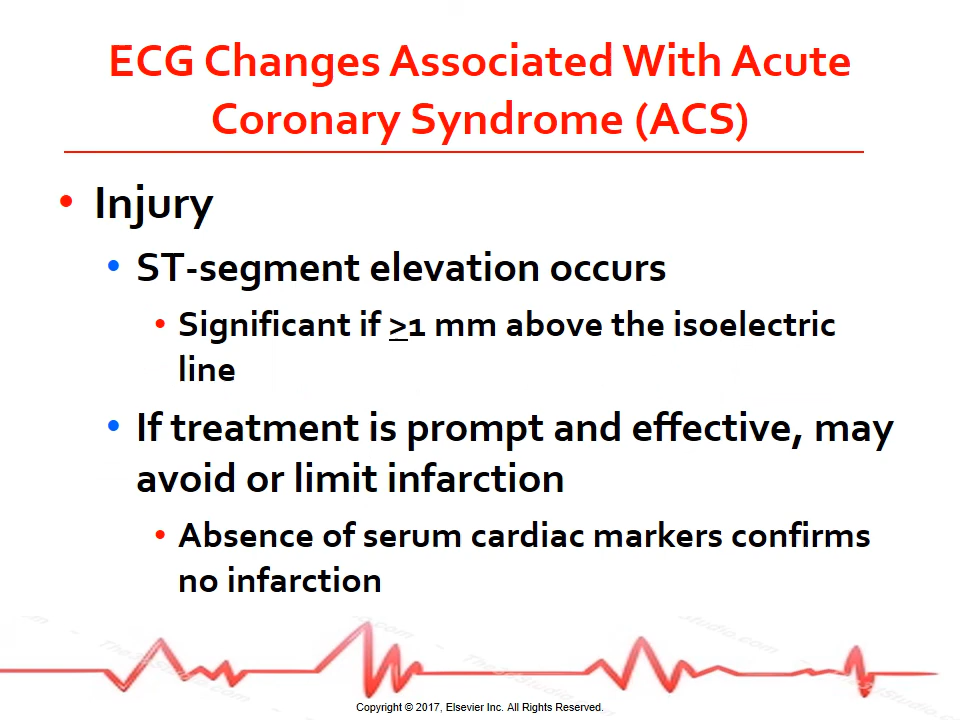 ECG Changes Associated With Acute
Coronary Syndrome (ACS)
• Injury
• ST-segment elevation occurs
• Significant if >1 mm above the isoelectric
line
• If treatment is prompt and effective, may
avoid or limit infarction
• Absence of serum cardiac markers confirms
no infarction
Copyright © 2017, Elsevier Inc. All Rights Reserved.